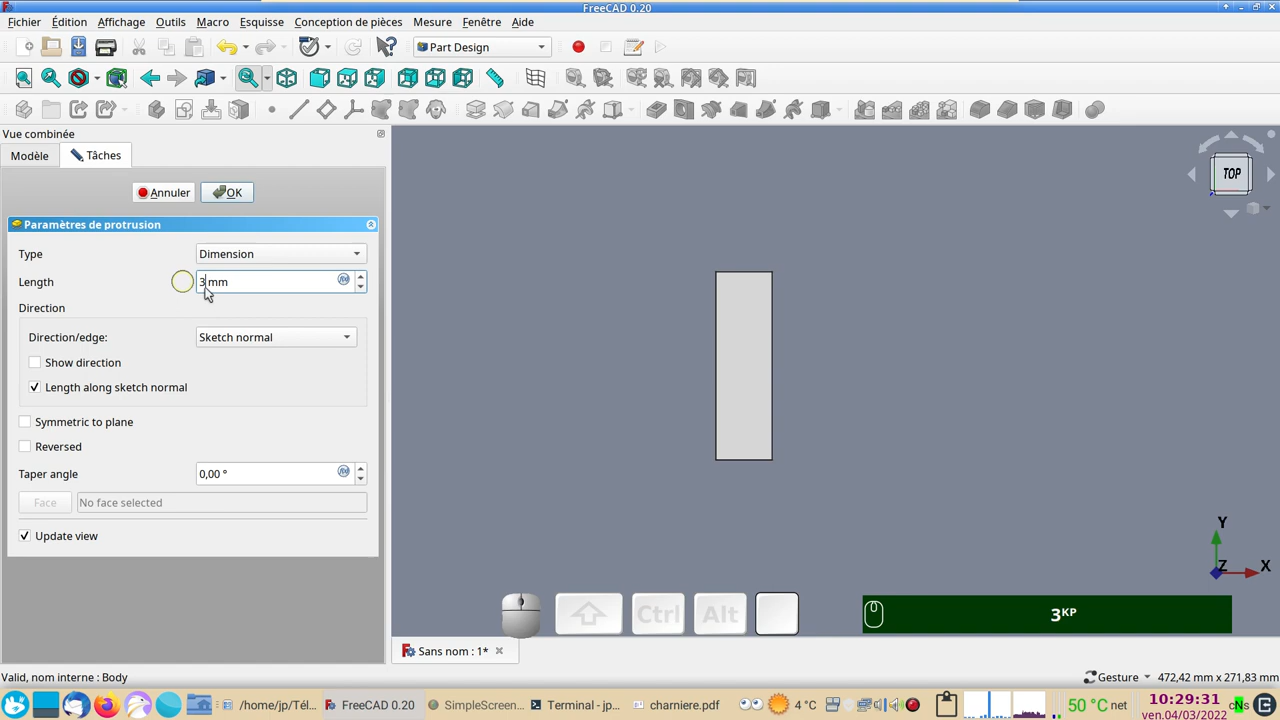 FreeCAD 0.20
Fichier Édition Affichage Outils Macro Esquisse Conception de pièces Mesure Fenêtre Aide
Part Design
Vue combinée
Modèle Tâches
Annuler OK
Paramètres de protrusion
Type Dimension
Length 3 mm
Direction
Direction/edge: Sketch normal
Show direction
Length along sketch normal
Symmetric to plane
Reversed
Taper angle 0,00 °
Face No face selected
Update view
TOP
Y
Z X
Ctrl Alt 3KP
Sans nom : 1*
Valid, nom interne : Body Gesture 472,42 mm x 271,83 mm
/home/jp/Tél... FreeCAD 0.20 SimpleScreen... Terminal - jp... charniere.pdf 4°C 50°C net 10:29:31 cNs
ven.04/03/2022